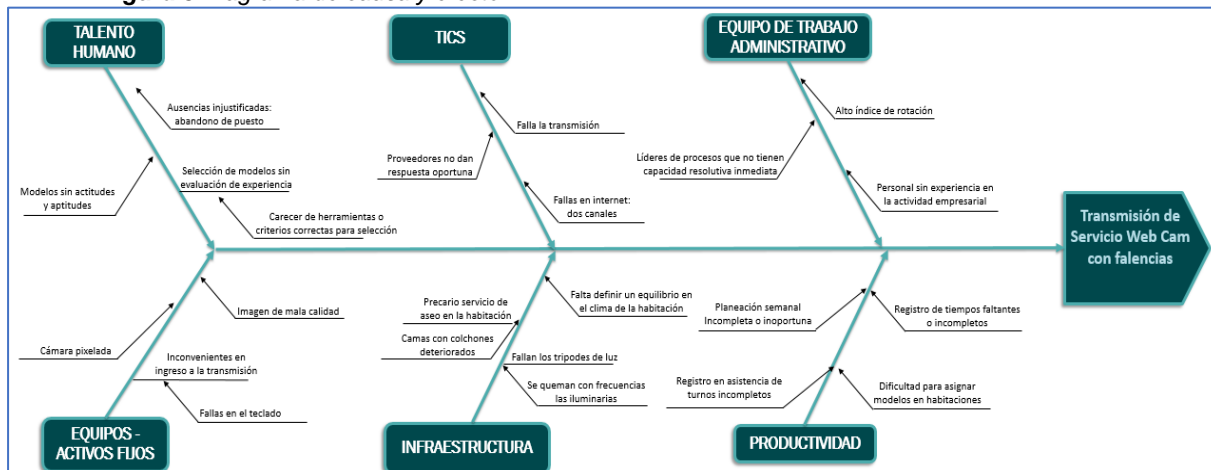 TALENTO
HUMANO
TICS
EQUIPO DE TRABAJO
ADMINISTRATIVO
Ausencias injustificadas:
abandono de puesto
Modelos sin actitudes
y aptitudes
Selección de modelos sin
evaluación de experiencia
Carecer de herramientas o
criterios correctas para selección
Falla la transmisión
Proveedores no dan
respuesta oportuna
Fallas en internet:
dos canales
Alto índice de rotación
Líderes de procesos que no tienen
capacidad resolutiva inmediata
Personal sin experiencia en
la actividad empresarial
Transmisión de
Servicio Web Cam
con falencias
Imagen de mala calidad
Cámara pixelada
Inconvenientes en
ingreso a la transmisión
Fallas en el teclado
Precario servicio de
aseo en la habitación
Camas con colchones
deteriorados
Falta definir un equilibrio en
el clima de la habitación
Fallan los tripodes de luz
Se queman con frecuencias
las iluminarias
Planeación semanal
Incompleta o inoportuna
Registro de tiempos faltantes
o incompletos
Registro en asistencia de
turnos incompletos
Dificultad para asignar
modelos en habitaciones
EQUIPOS -
ACTIVOS FIJOS
INFRAESTRUCTURA
PRODUCTIVIDAD